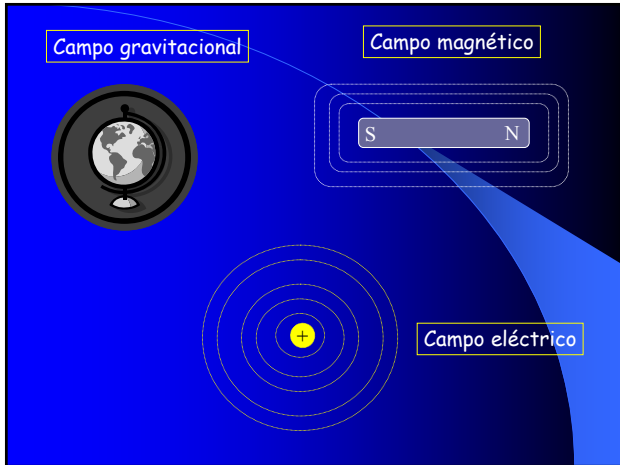 Campo gravitacional
Campo magnético
S N
+
Campo eléctrico